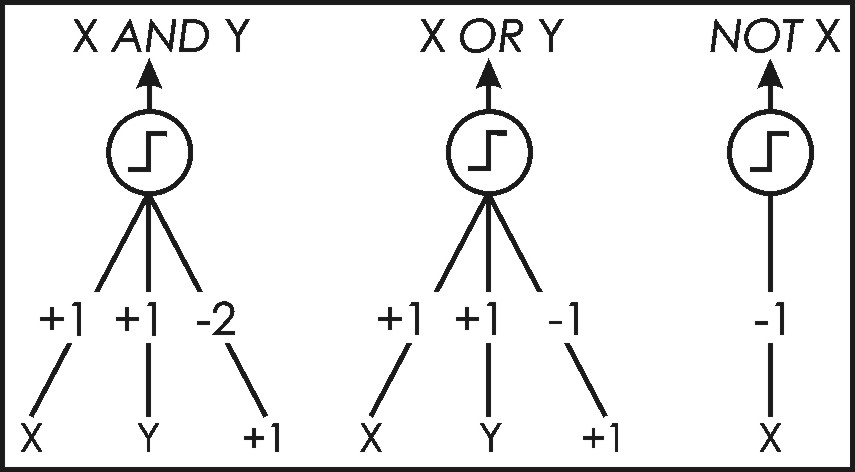 X AND Y X OR Y NOT X
+1 +1 -2 +1 +1 -1 -1
X Y +1 X Y +1 X